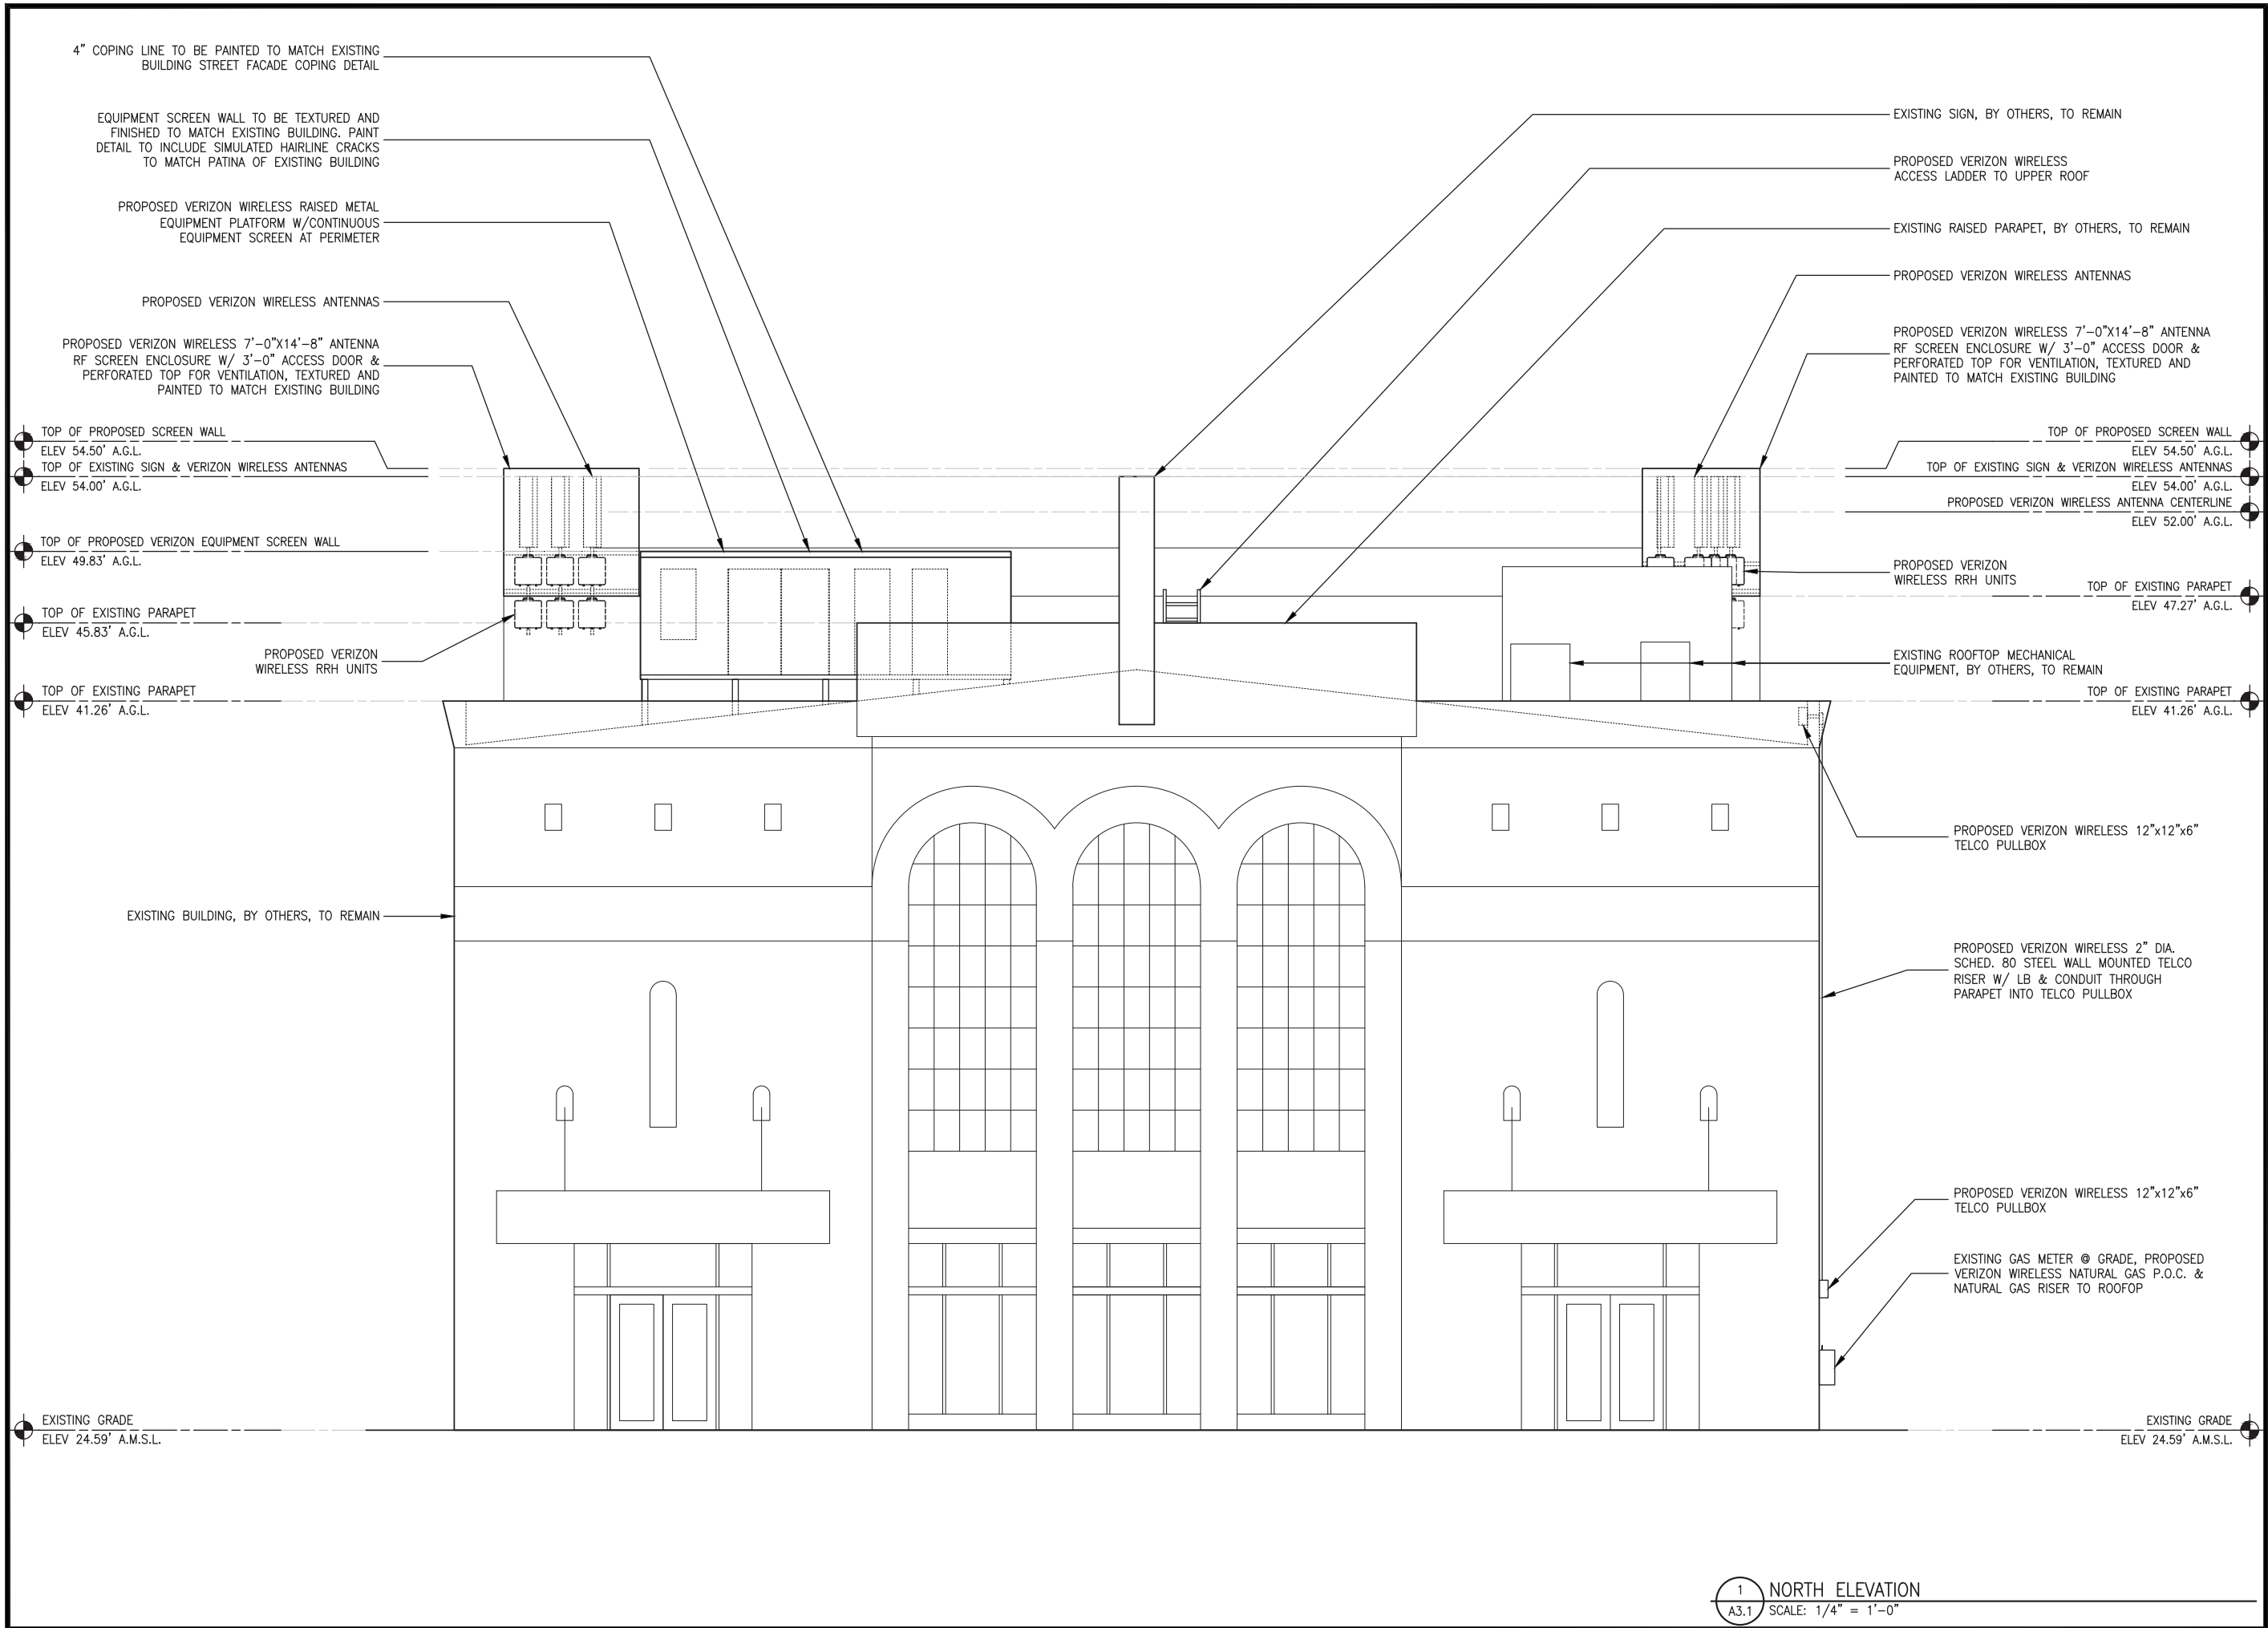 4" COPING LINE TO BE PAINTED TO MATCH EXISTING
BUILDING STREET FACADE COPING DETAIL
EQUIPMENT SCREEN WALL TO BE TEXTURED AND
FINISHED TO MATCH EXISTING BUILDING. PAINT
DETAIL TO INCLUDE SIMULATED HAIRLINE CRACKS
TO MATCH PATINA OF EXISTING BUILDING
PROPOSED VERIZON WIRELESS RAISED METAL
EQUIPMENT PLATFORM W/CONTINUOUS
EQUIPMENT SCREEN AT PERIMETER
PROPOSED VERIZON WIRELESS ANTENNAS
PROPOSED VERIZON WIRELESS 7'-0"X14'-8" ANTENNA
RF SCREEN ENCLOSURE W/ 3'-0" ACCESS DOOR &
PERFORATED TOP FOR VENTILATION, TEXTURED AND
PAINTED TO MATCH EXISTING BUILDING
TOP OF PROPOSED SCREEN WALL
ELEV 54.50' A.G.L.
TOP OF EXISTING SIGN & VERIZON WIRELESS ANTENNAS
ELEV 54.00' A.G.L.
TOP OF PROPOSED VERIZON EQUIPMENT SCREEN WALL
ELEV 49.83' A.G.L.
TOP OF EXISTING PARAPET
ELEV 45.83' A.G.L.
PROPOSED VERIZON
WIRELESS RRH UNITS
TOP OF EXISTING PARAPET
ELEV 41.26' A.G.L.
EXISTING BUILDING, BY OTHERS, TO REMAIN
EXISTING GRADE
ELEV 24.59' A.M.S.L.
EXISTING SIGN, BY OTHERS, TO REMAIN
PROPOSED VERIZON WIRELESS
ACCESS LADDER TO UPPER ROOF
EXISTING RAISED PARAPET, BY OTHERS, TO REMAIN
PROPOSED VERIZON WIRELESS ANTENNAS
PROPOSED VERIZON WIRELESS 7'-0"X14'-8" ANTENNA
RF SCREEN ENCLOSURE W/ 3'-0" ACCESS DOOR &
PERFORATED TOP FOR VENTILATION, TEXTURED AND
PAINTED TO MATCH EXISTING BUILDING
TOP OF PROPOSED SCREEN WALL
ELEV 54.50' A.G.L.
TOP OF EXISTING SIGN & VERIZON WIRELESS ANTENNAS
ELEV 54.00' A.G.L.
PROPOSED VERIZON WIRELESS ANTENNA CENTERLINE
ELEV 52.00' A.G.L.
PROPOSED VERIZON
WIRELESS RRH UNITS
TOP OF EXISTING PARAPET
ELEV 47.27' A.G.L.
EXISTING ROOFTOP MECHANICAL
EQUIPMENT, BY OTHERS, TO REMAIN
TOP OF EXISTING PARAPET
ELEV 41.26' A.G.L.
PROPOSED VERIZON WIRELESS 12"x12"x6"
TELCO PULLBOX
PROPOSED VERIZON WIRELESS 2" DIA.
SCHED. 80 STEEL WALL MOUNTED TELCO
RISER W/ LB & CONDUIT THROUGH
PARAPET INTO TELCO PULLBOX
PROPOSED VERIZON WIRELESS 12"x12"x6"
TELCO PULLBOX
EXISTING GAS METER @ GRADE, PROPOSED
VERIZON WIRELESS NATURAL GAS P.O.C. &
NATURAL GAS RISER TO ROOFOP
EXISTING GRADE
ELEV 24.59' A.M.S.L.
1
A3.1
NORTH ELEVATION
SCALE: 1/4" = 1'-0"